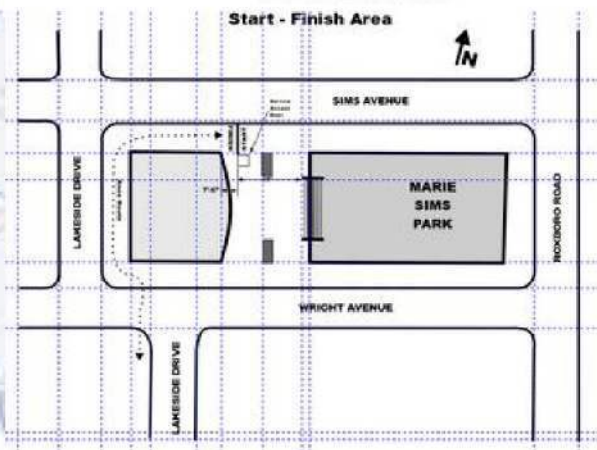 Start - Finish Area
N
SIMS AVENUE
START
LAKESIDE DRIVE
MARIE
SIMS
PARK
ROXBORO ROAD
WRIGHT AVENUE
LAKESIDE DRIVE